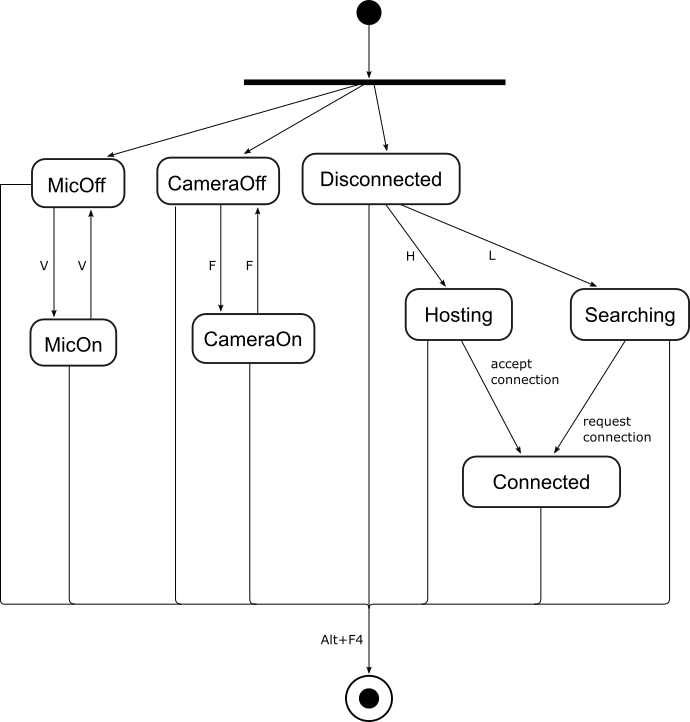 MicOff
CameraOff
Disconnected
V
V
F
F
H
L
MicOn
CameraOn
Hosting
Searching
accept
connection
request
connection
Connected
Alt+F4